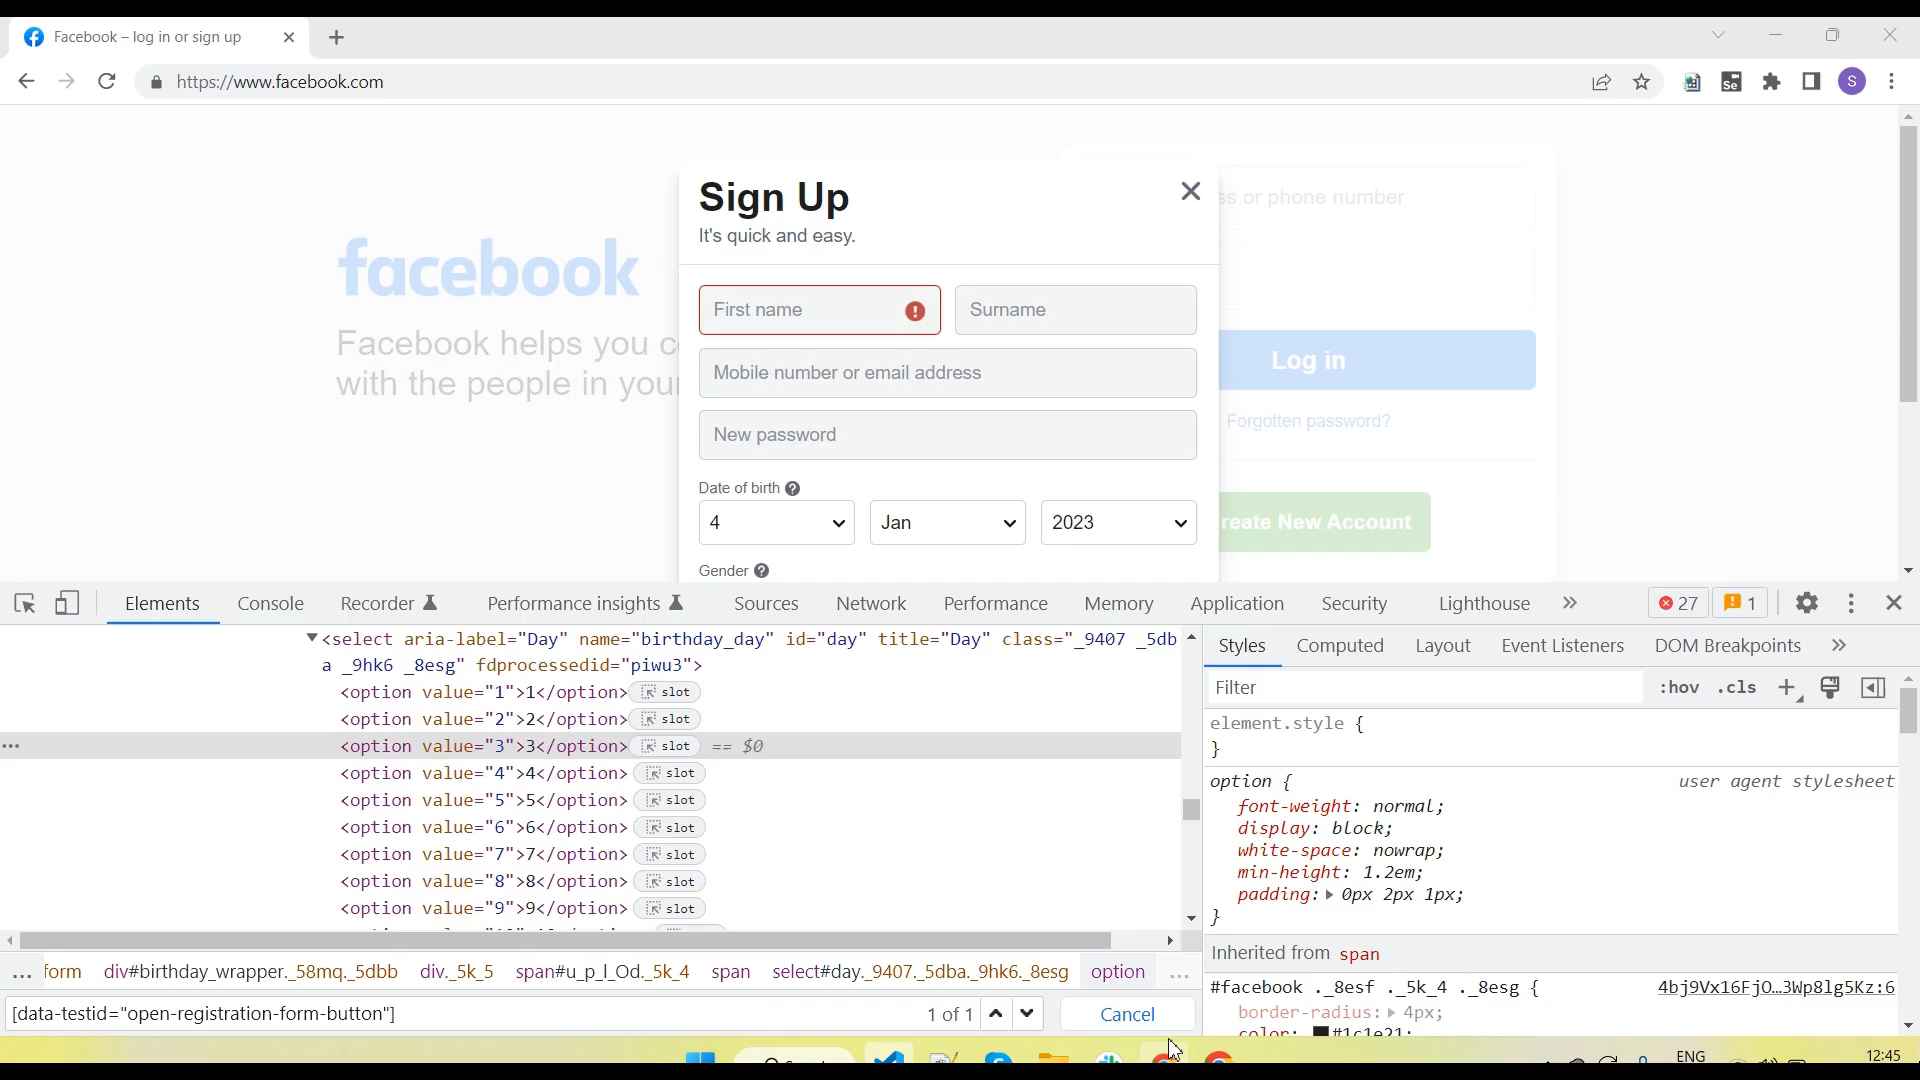 Facebook – log in or sign up
https://www.facebook.com
Se
S
facebook
Facebook helps you c
with the people in your
Sign Up
It's quick and easy.
First name
Surname
Mobile number or email address
New password
Date of birth ?
4
Jan
2023
Gender ?
ss or phone number
Log in
Forgotten password?
reate New Account
Elements
Console
Recorder
Performance insights
Sources
Network
Performance
Memory
Application
Security
Lighthouse
27
1
<select aria-label="Day" name="birthday_day" id="day" title="Day" class="_9407 _5db
a _9hk6 _8esg" fdprocessedid="piwu3">
<option value="1">1</option> slot
<option value="2">2</option> slot
... <option value="3">3</option> slot == $0
<option value="4">4</option> slot
<option value="5">5</option> slot
<option value="6">6</option> slot
<option value="7">7</option> slot
<option value="8">8</option> slot
<option value="9">9</option> slot
... form div#birthday_wrapper._58mq._5dbb div._5k_5 span#u_p_l_Od._5k_4 span select#day._9407._5dba._9hk6._8esg option ...
[data-testid="open-registration-form-button"]
1 of 1
Cancel
Styles
Computed
Layout
Event Listeners
DOM Breakpoints
Filter
:hov
.cls
element.style {
}
option {
user agent stylesheet
font-weight: normal;
display: block;
white-space: nowrap;
min-height: 1.2em;
padding: 0px 2px 1px;
}
Inherited from span
#facebook ._8esf ._5k_4 ._8esg {
4bj9Vx16FjO…3Wp8lg5Kz:6
border-radius: 4px;
color: #1c1e21;
ENG
12:45